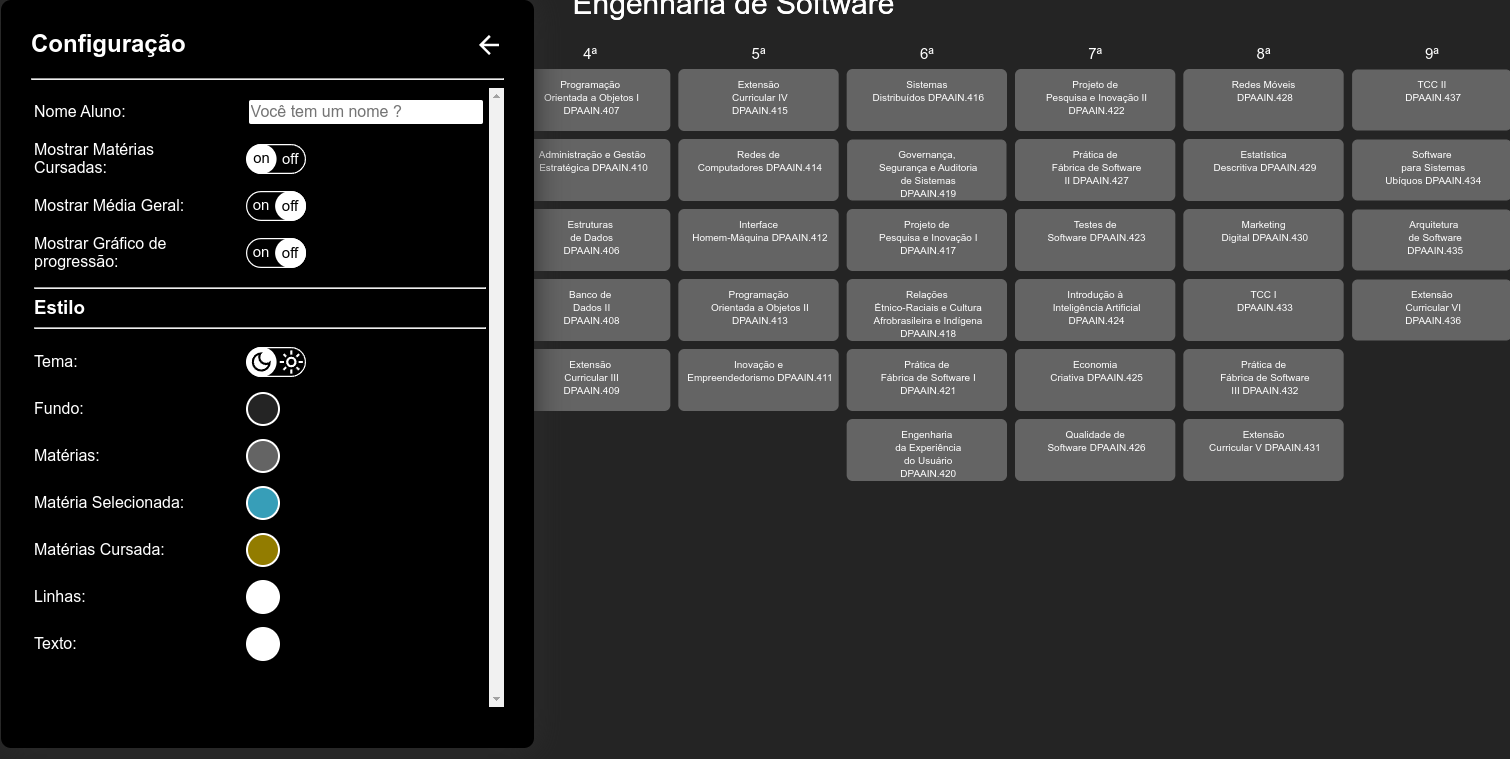 Engenharia de Software
Configuração
Nome Aluno:
Você tem um nome ?
Mostrar Matérias
Cursadas:
on off
Mostrar Média Geral:
on off
Mostrar Gráfico de
progressão:
on off
Estilo
Tema:
Fundo:
Matérias:
Matéria Selecionada:
Matérias Cursada:
Linhas:
Texto:
4ª
Programação
Orientada a Objetos I
DPAAIN.407
Administração e Gestão
Estratégica DPAAIN.410
Estruturas
de Dados
DPAAIN.406
Banco de
Dados II
DPAAIN.408
Extensão
Curricular III
DPAAIN.409
5ª
Extensão
Curricular IV
DPAAIN.415
Redes de
Computadores DPAAIN.414
Interface
Homem-Máquina DPAAIN.412
Programação
Orientada a Objetos II
DPAAIN.413
Inovação e
Empreendedorismo DPAAIN.411
6ª
Sistemas
Distribuídos DPAAIN.416
Governança,
Segurança e Auditoria
de Sistemas
DPAAIN.419
Projeto de
Pesquisa e Inovação I
DPAAIN.417
Relações
Étnico-Raciais e Cultura
Afrobrasileira e Indígena
DPAAIN.418
Prática de
Fábrica de Software I
DPAAIN.421
Engenharia
da Experiência
do Usuário
DPAAIN.420
7ª
Projeto de
Pesquisa e Inovação II
DPAAIN.422
Prática de
Fábrica de Software
II DPAAIN.427
Testes de
Software DPAAIN.423
Introdução à
Inteligência Artificial
DPAAIN.424
Economia
Criativa DPAAIN.425
Qualidade de
Software DPAAIN.426
8ª
Redes Móveis
DPAAIN.428
Estatística
Descritiva DPAAIN.429
Marketing
Digital DPAAIN.430
TCC I
DPAAIN.433
Prática de
Fábrica de Software
III DPAAIN.432
Extensão
Curricular V DPAAIN.431
9ª
TCC II
DPAAIN.437
Software
para Sistemas
Ubíquos DPAAIN.434
Arquitetura
de Software
DPAAIN.435
Extensão
Curricular VI
DPAAIN.436